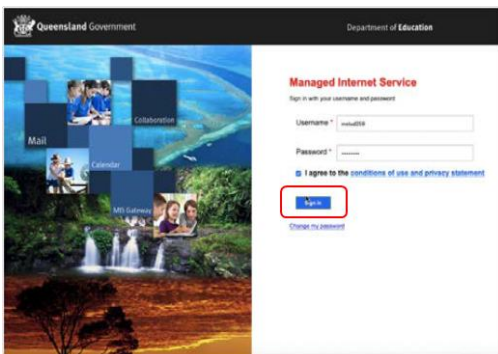 Queensland Government
Department of Education
Managed Internet Service
Sign in with your username and password
Collaboration
Username *
Mail
Password *
Calendar
I agree to the conditions of use and privacy statement
MIS Gateway
Sign in
Change my password